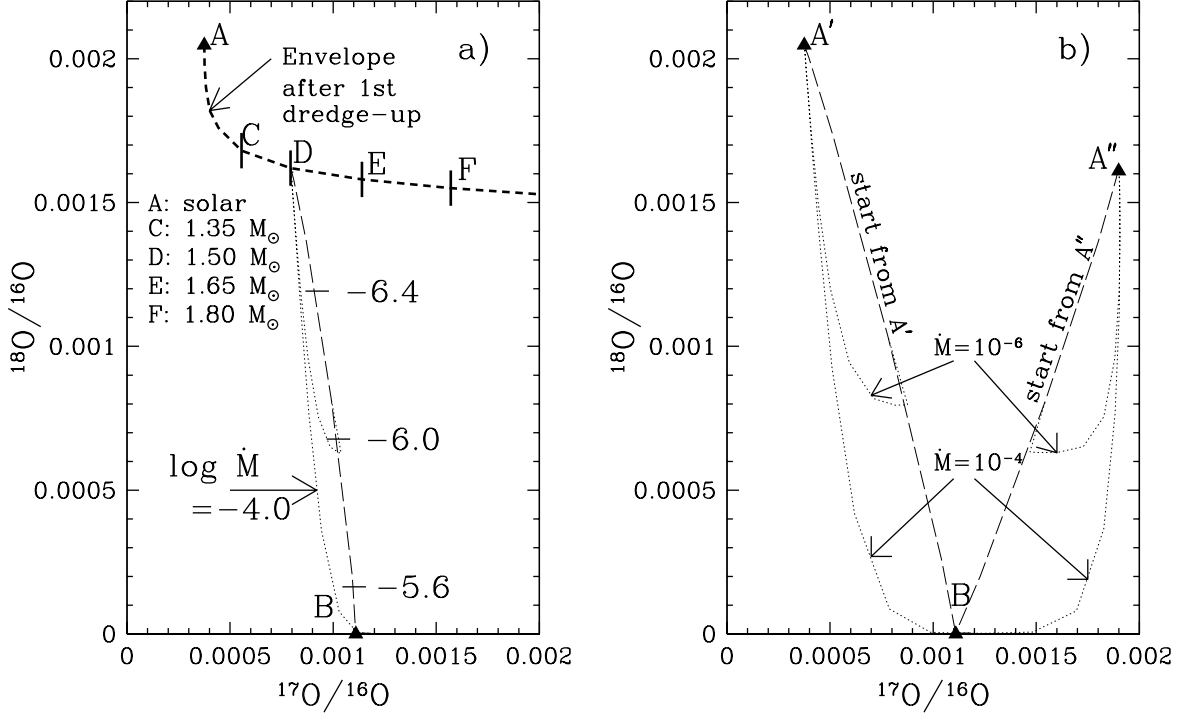 a)
A
Envelope
after 1st
dredge-up
C
D
E
F
A: solar
C: 1.35 M⊙
D: 1.50 M⊙
E: 1.65 M⊙
F: 1.80 M⊙
−6.4
−6.0
log Ṁ
=−4.0
−5.6
B
0.002
0.0015
0.001
0.0005
0
¹⁸O/¹⁶O
0
0.0005
0.001
0.0015
0.002
¹⁷O/¹⁶O
b)
A′
A″
start from A′
start from A″
Ṁ=10⁻⁶
Ṁ=10⁻⁴
B
0.002
0.0015
0.001
0.0005
0
¹⁸O/¹⁶O
0
0.0005
0.001
0.0015
0.002
¹⁷O/¹⁶O